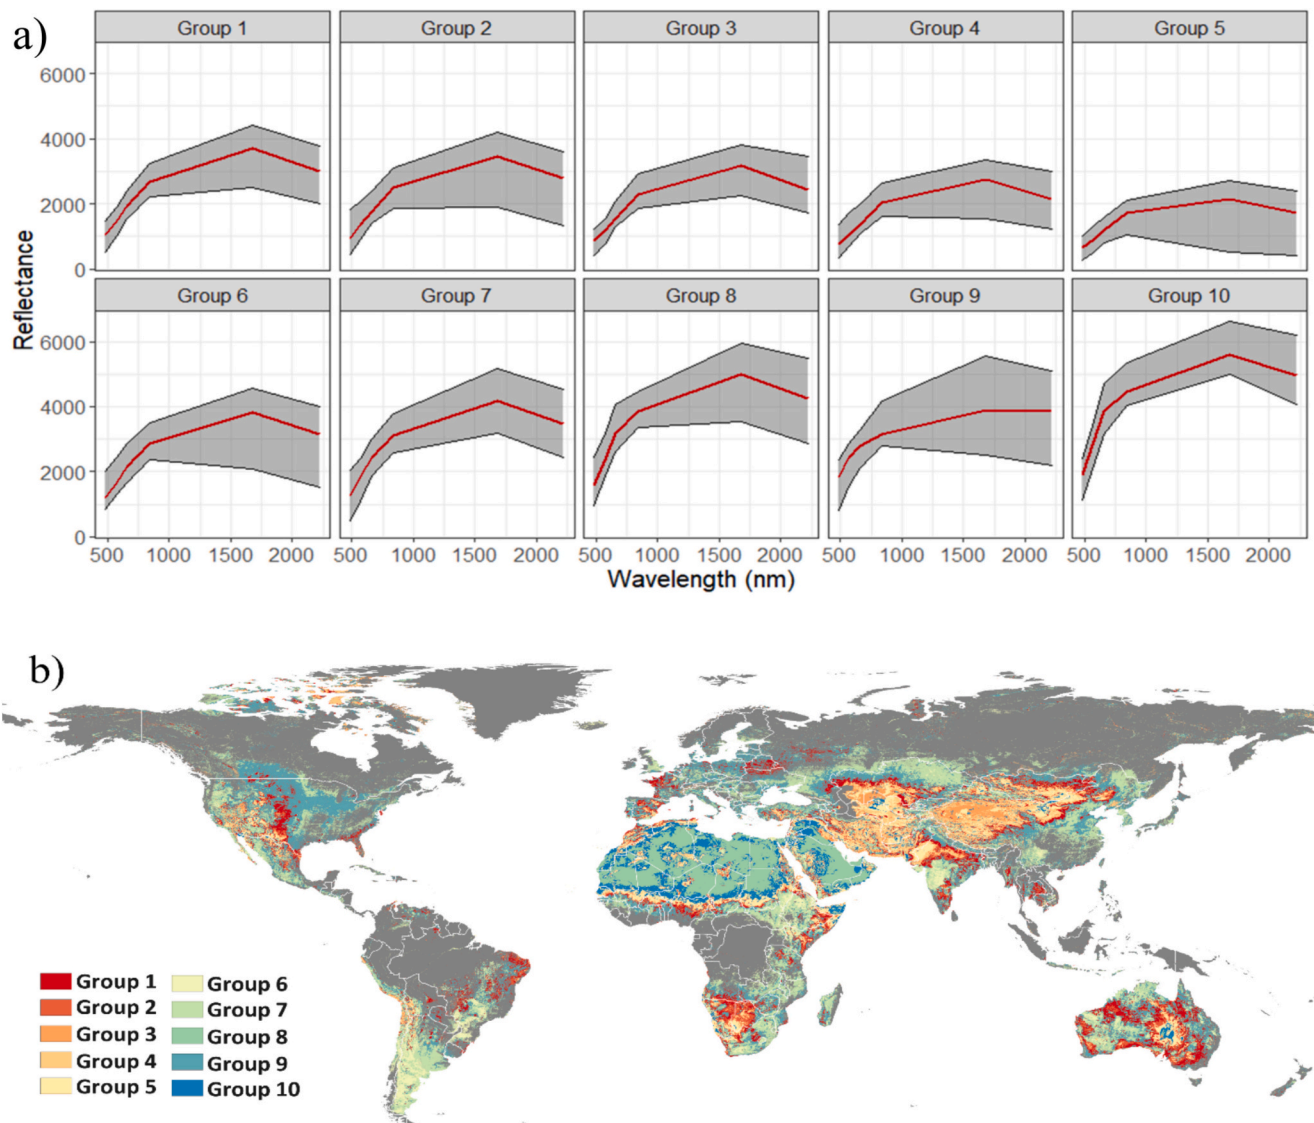 a)
Group 1 Group 2 Group 3 Group 4 Group 5
6000
4000
2000
0
Group 6 Group 7 Group 8 Group 9 Group 10
6000
4000
2000
0
Reflectance
500 1000 1500 2000 500 1000 1500 2000 500 1000 1500 2000 500 1000 1500 2000 500 1000 1500 2000
Wavelength (nm)
b)
Group 1
Group 2
Group 3
Group 4
Group 5
Group 6
Group 7
Group 8
Group 9
Group 10